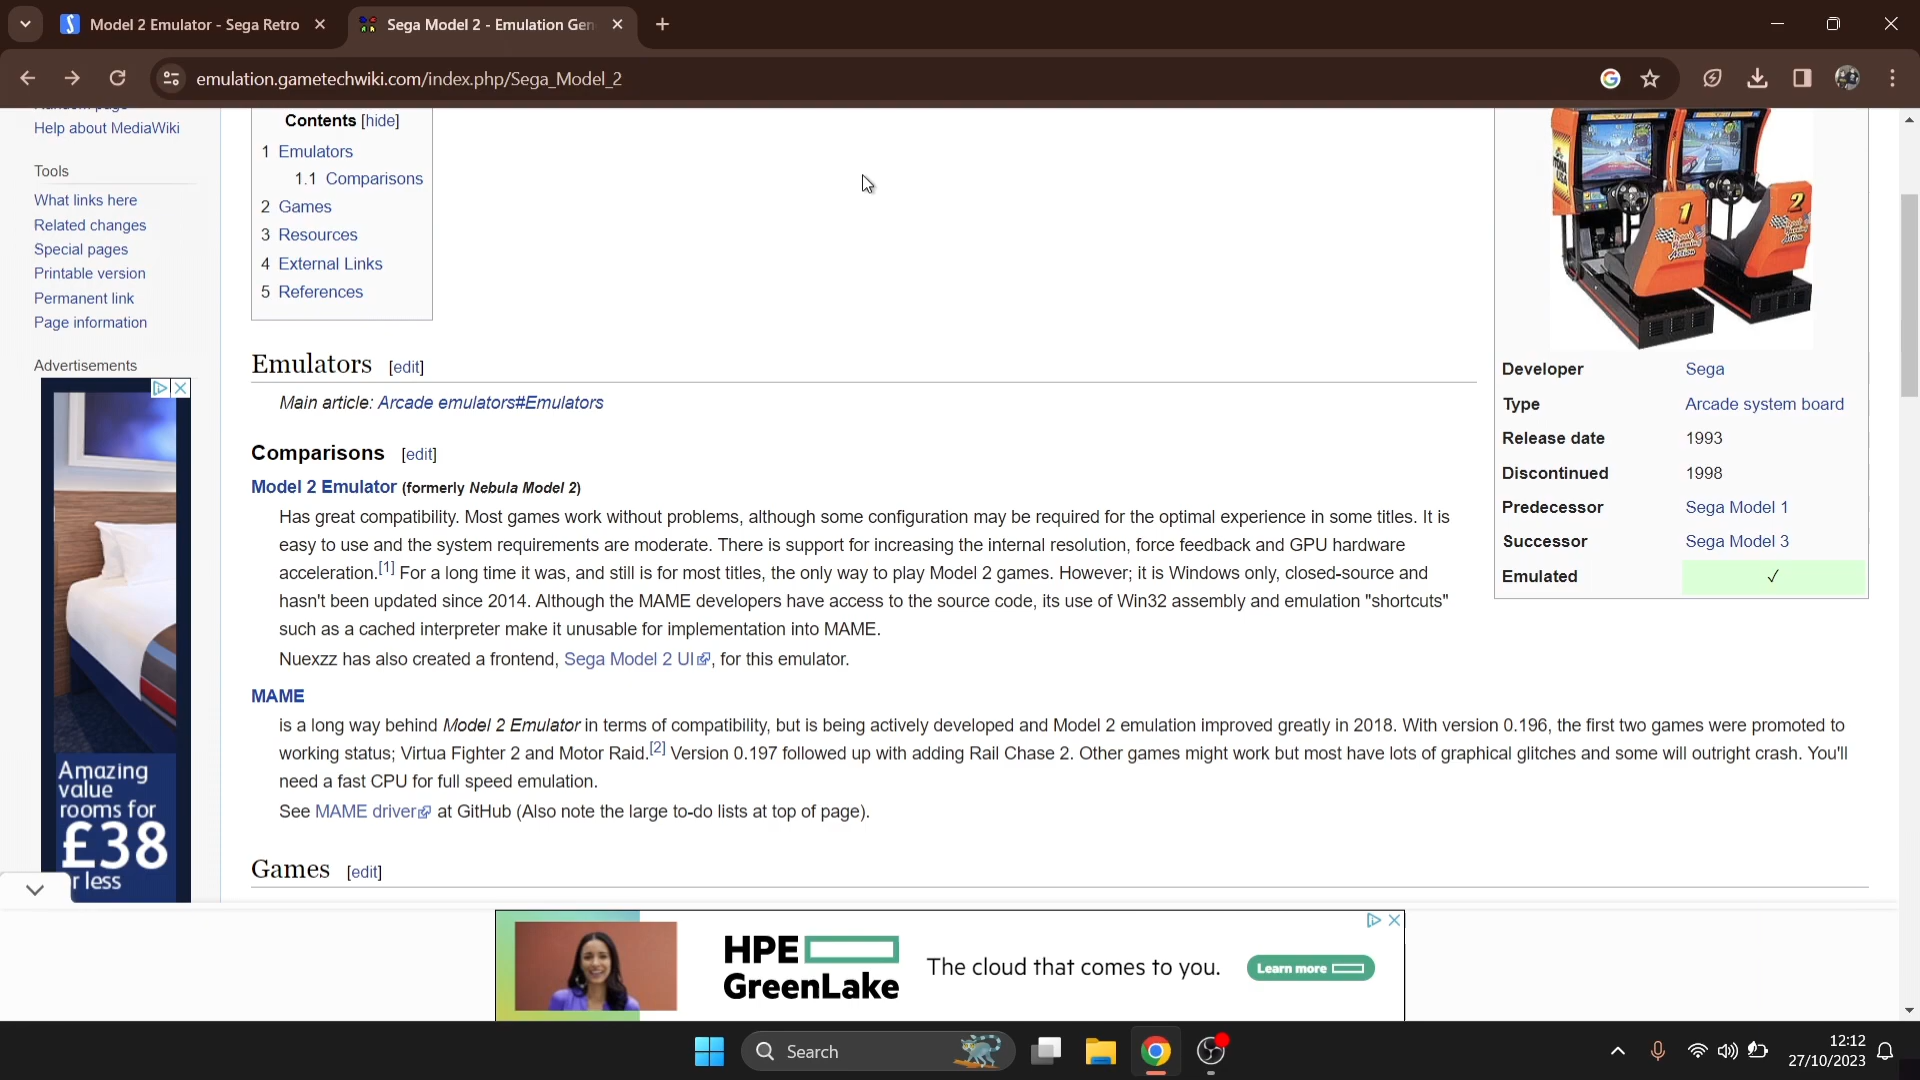 Model 2 Emulator - Sega Retro
Sega Model 2 - Emulation Gen
emulation.gametechwiki.com/index.php/Sega_Model_2
Help about MediaWiki
Tools
What links here
Related changes
Special pages
Printable version
Permanent link
Page information
Advertisements
Amazing
value
rooms for
£38
r less
Contents [hide]
1 Emulators
1.1 Comparisons
2 Games
3 Resources
4 External Links
5 References
Emulators [edit]
Main article: Arcade emulators#Emulators
Comparisons [edit]
Model 2 Emulator (formerly Nebula Model 2)
Has great compatibility. Most games work without problems, although some configuration may be required for the optimal experience in some titles. It is
easy to use and the system requirements are moderate. There is support for increasing the internal resolution, force feedback and GPU hardware
acceleration.[1] For a long time it was, and still is for most titles, the only way to play Model 2 games. However; it is Windows only, closed-source and
hasn't been updated since 2014. Although the MAME developers have access to the source code, its use of Win32 assembly and emulation "shortcuts"
such as a cached interpreter make it unusable for implementation into MAME.
Nuexzz has also created a frontend, Sega Model 2 UI, for this emulator.
MAME
is a long way behind Model 2 Emulator in terms of compatibility, but is being actively developed and Model 2 emulation improved greatly in 2018. With version 0.196, the first two games were promoted to
working status; Virtua Fighter 2 and Motor Raid.[2] Version 0.197 followed up with adding Rail Chase 2. Other games might work but most have lots of graphical glitches and some will outright crash. You'll
need a fast CPU for full speed emulation.
See MAME driver at GitHub (Also note the large to-do lists at top of page).
Games [edit]
1
2
Developer Sega
Type Arcade system board
Release date 1993
Discontinued 1998
Predecessor Sega Model 1
Successor Sega Model 3
Emulated ✓
HPE
GreenLake
The cloud that comes to you.
Learn more
Search
12:12
27/10/2023